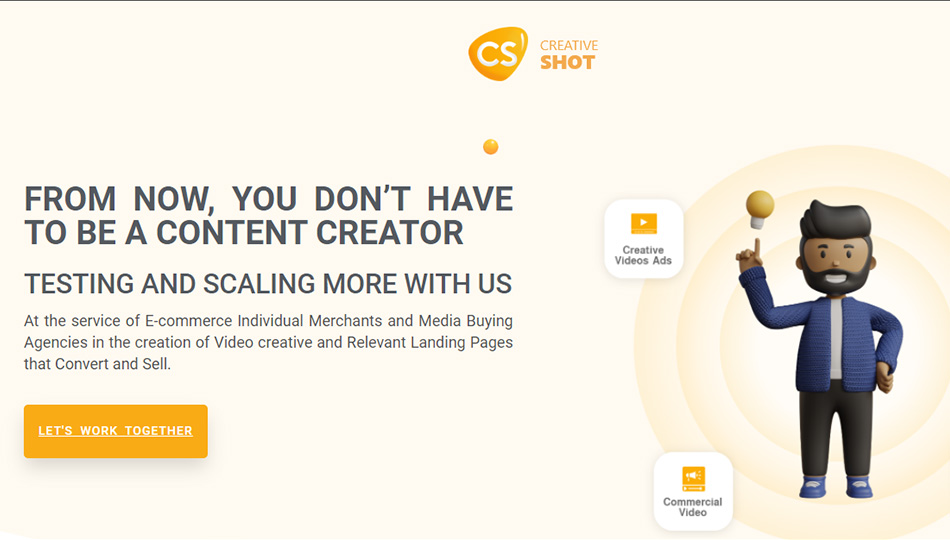 CS
CREATIVE
SHOT
FROM NOW, YOU DON’T HAVE
TO BE A CONTENT CREATOR
TESTING AND SCALING MORE WITH US
At the service of E-commerce Individual Merchants and Media Buying
Agencies in the creation of Video creative and Relevant Landing Pages
that Convert and Sell.
LET'S WORK TOGETHER
Creative
Videos Ads
Commercial
Video